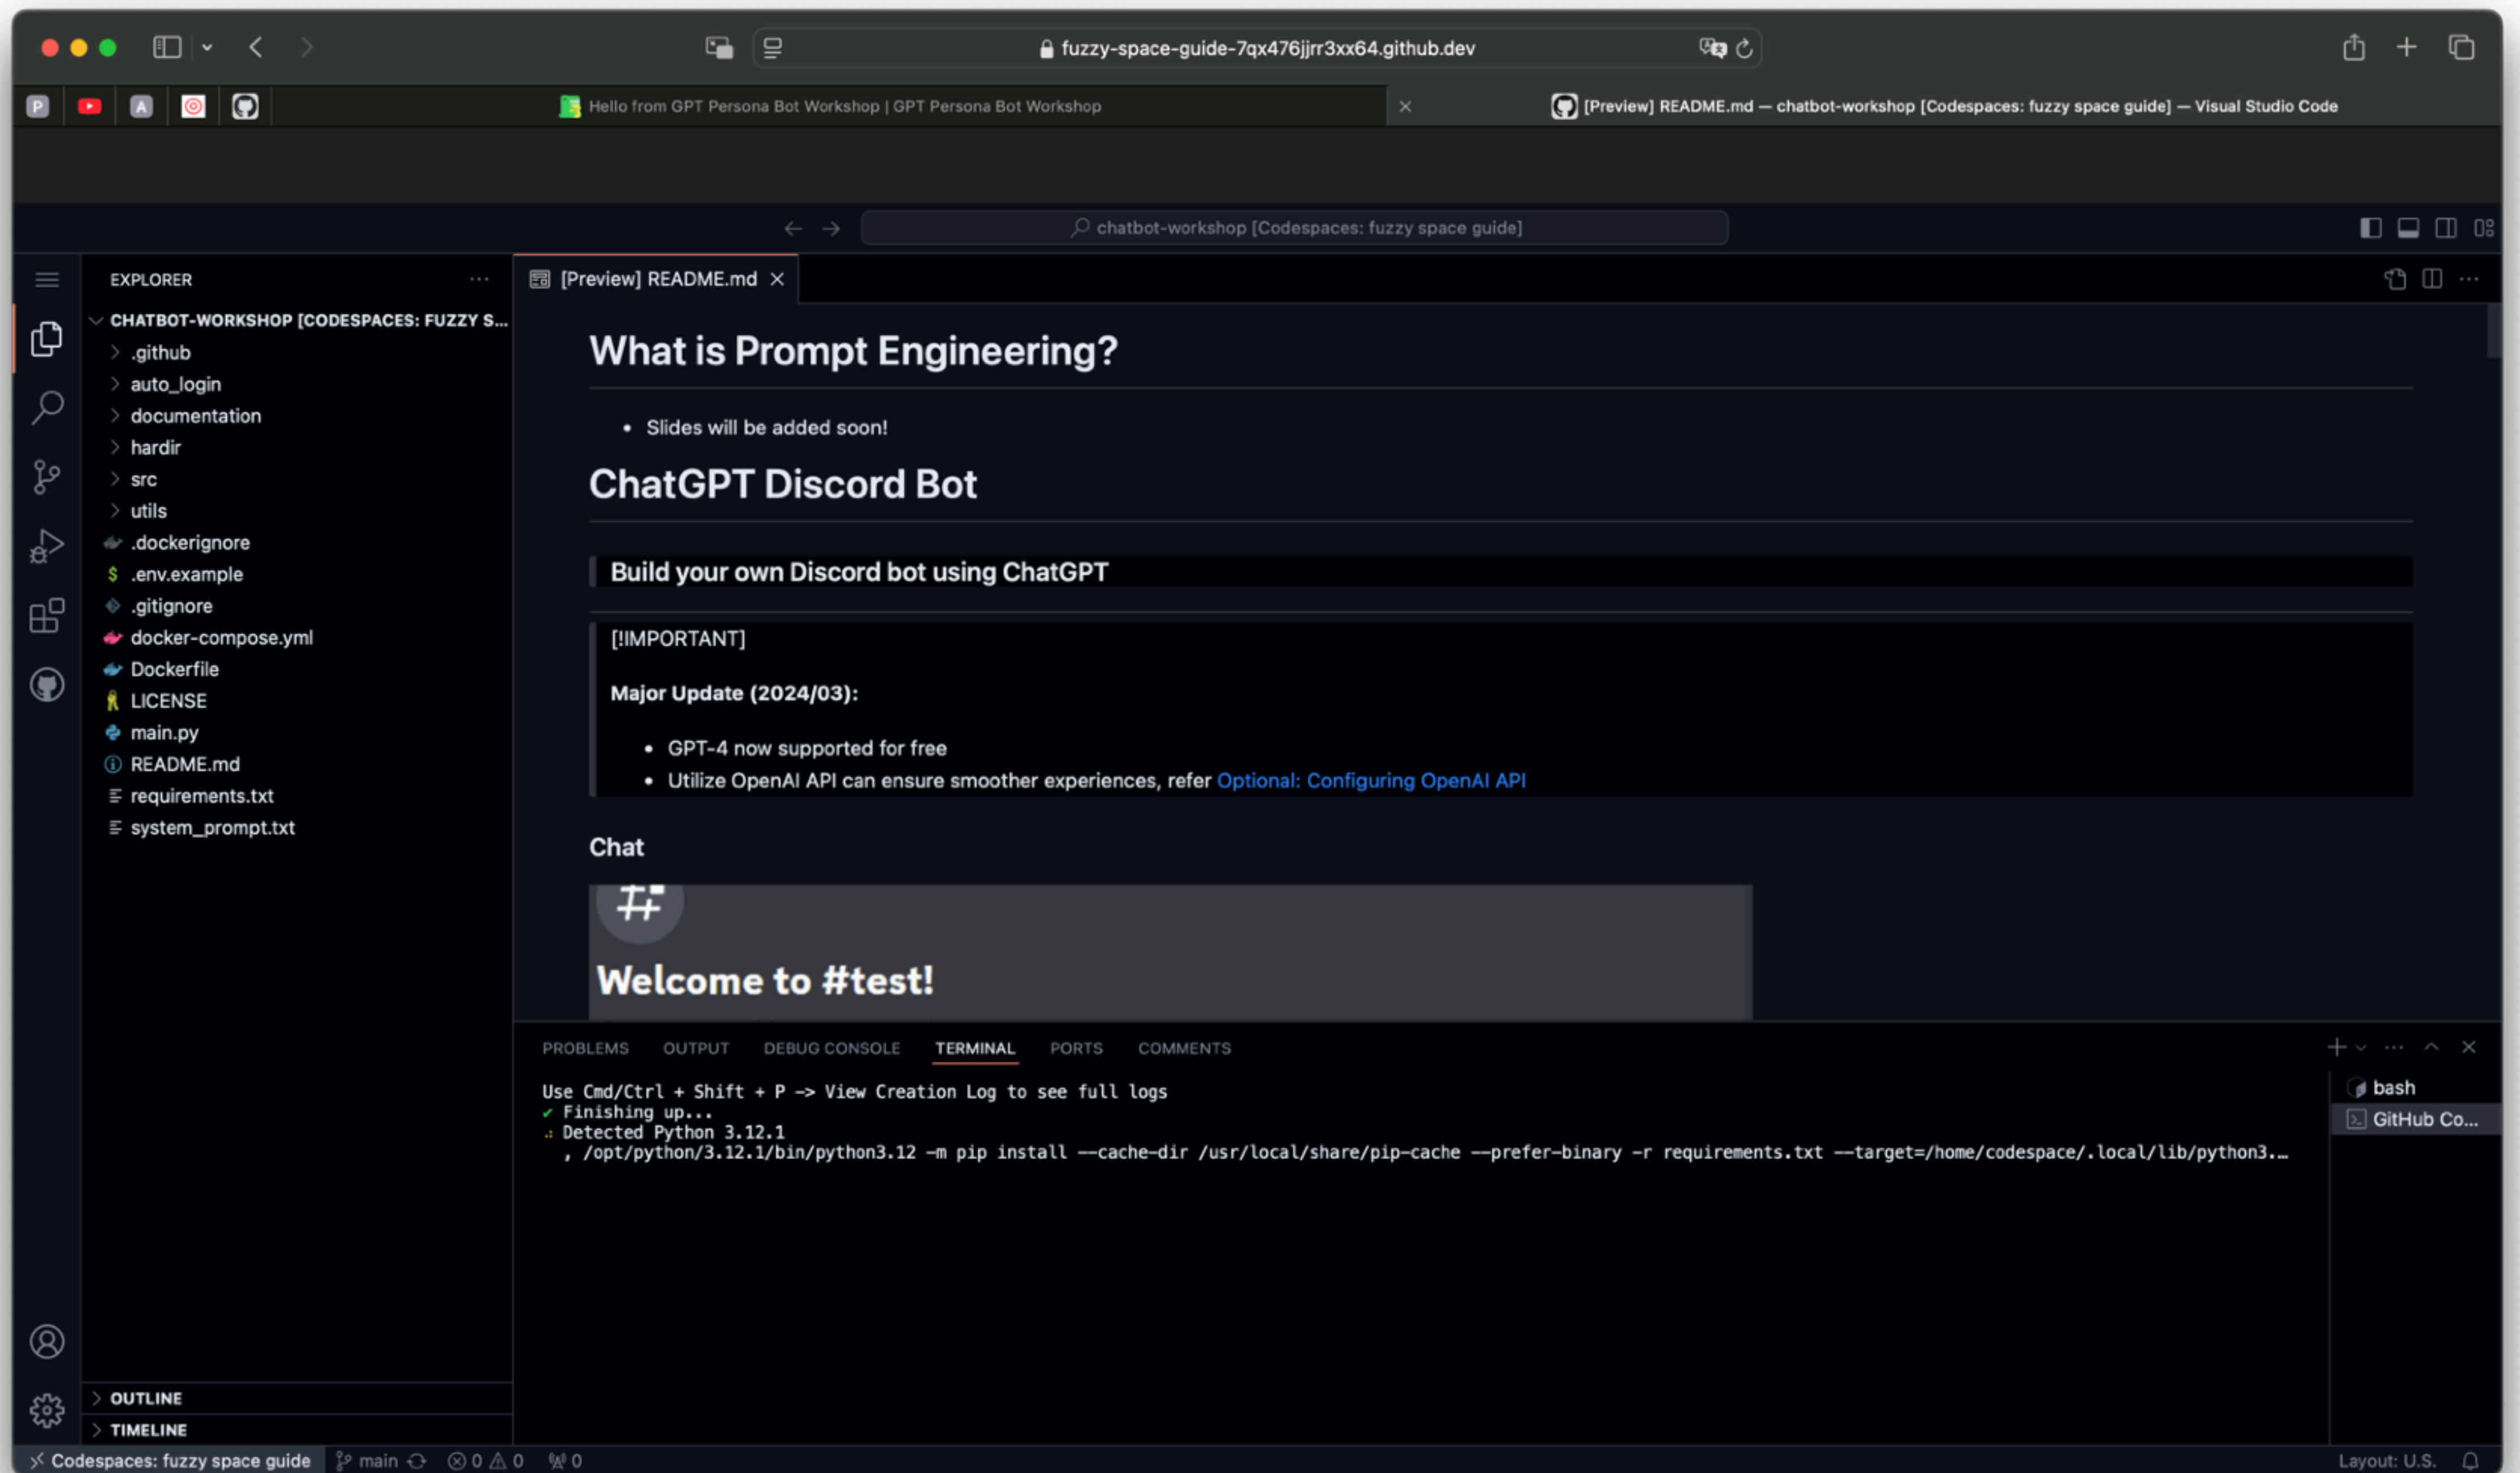 fuzzy-space-guide-7qx476jjrr3xx64.github.dev
P
A
Hello from GPT Persona Bot Workshop | GPT Persona Bot Workshop
[Preview] README.md — chatbot-workshop [Codespaces: fuzzy space guide] — Visual Studio Code
chatbot-workshop [Codespaces: fuzzy space guide]
EXPLORER
CHATBOT-WORKSHOP [CODESPACES: FUZZY S...
.github
auto_login
documentation
hardir
src
utils
.dockerignore
$ .env.example
.gitignore
docker-compose.yml
Dockerfile
LICENSE
main.py
README.md
requirements.txt
system_prompt.txt
OUTLINE
TIMELINE
[Preview] README.md
What is Prompt Engineering?
• Slides will be added soon!
ChatGPT Discord Bot
Build your own Discord bot using ChatGPT
[!IMPORTANT]
Major Update (2024/03):
• GPT-4 now supported for free
• Utilize OpenAI API can ensure smoother experiences, refer Optional: Configuring OpenAI API
Chat
#
Welcome to #test!
PROBLEMS OUTPUT DEBUG CONSOLE TERMINAL PORTS COMMENTS
Use Cmd/Ctrl + Shift + P -> View Creation Log to see full logs
✔ Finishing up...
⠴ Detected Python 3.12.1
, /opt/python/3.12.1/bin/python3.12 -m pip install --cache-dir /usr/local/share/pip-cache --prefer-binary -r requirements.txt --target=/home/codespace/.local/lib/python3.…
bash
GitHub Co...
Codespaces: fuzzy space guide main 0 0 0
Layout: U.S.